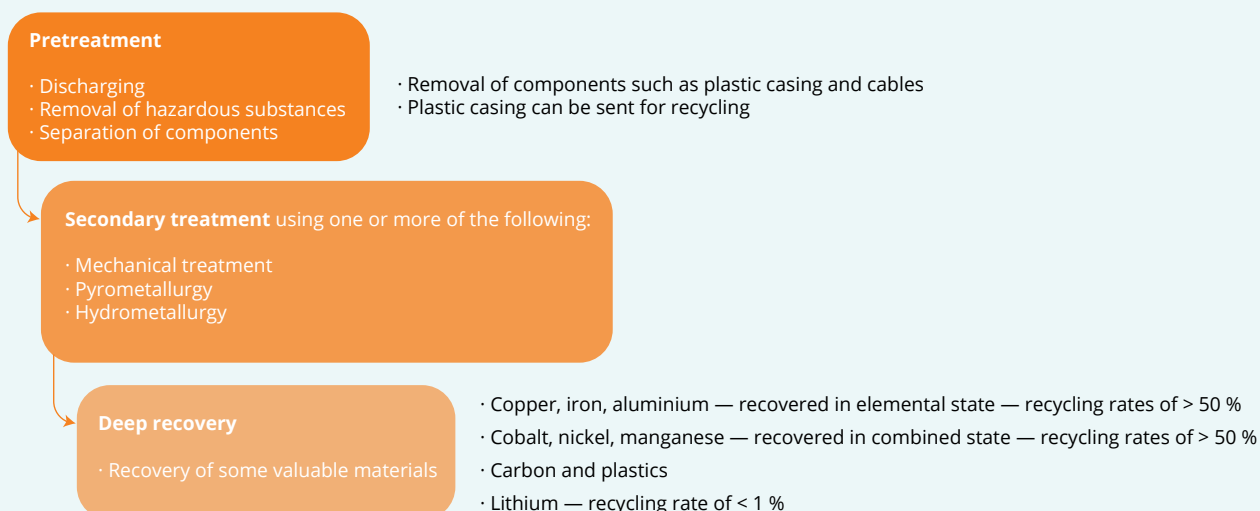 Pretreatment
· Discharging
· Removal of hazardous substances
· Separation of components
· Removal of components such as plastic casing and cables
· Plastic casing can be sent for recycling
Secondary treatment using one or more of the following:
· Mechanical treatment
· Pyrometallurgy
· Hydrometallurgy
Deep recovery
· Recovery of some valuable materials
· Copper, iron, aluminium — recovered in elemental state — recycling rates of > 50 %
· Cobalt, nickel, manganese — recovered in combined state — recycling rates of > 50 %
· Carbon and plastics
· Lithium — recycling rate of < 1 %